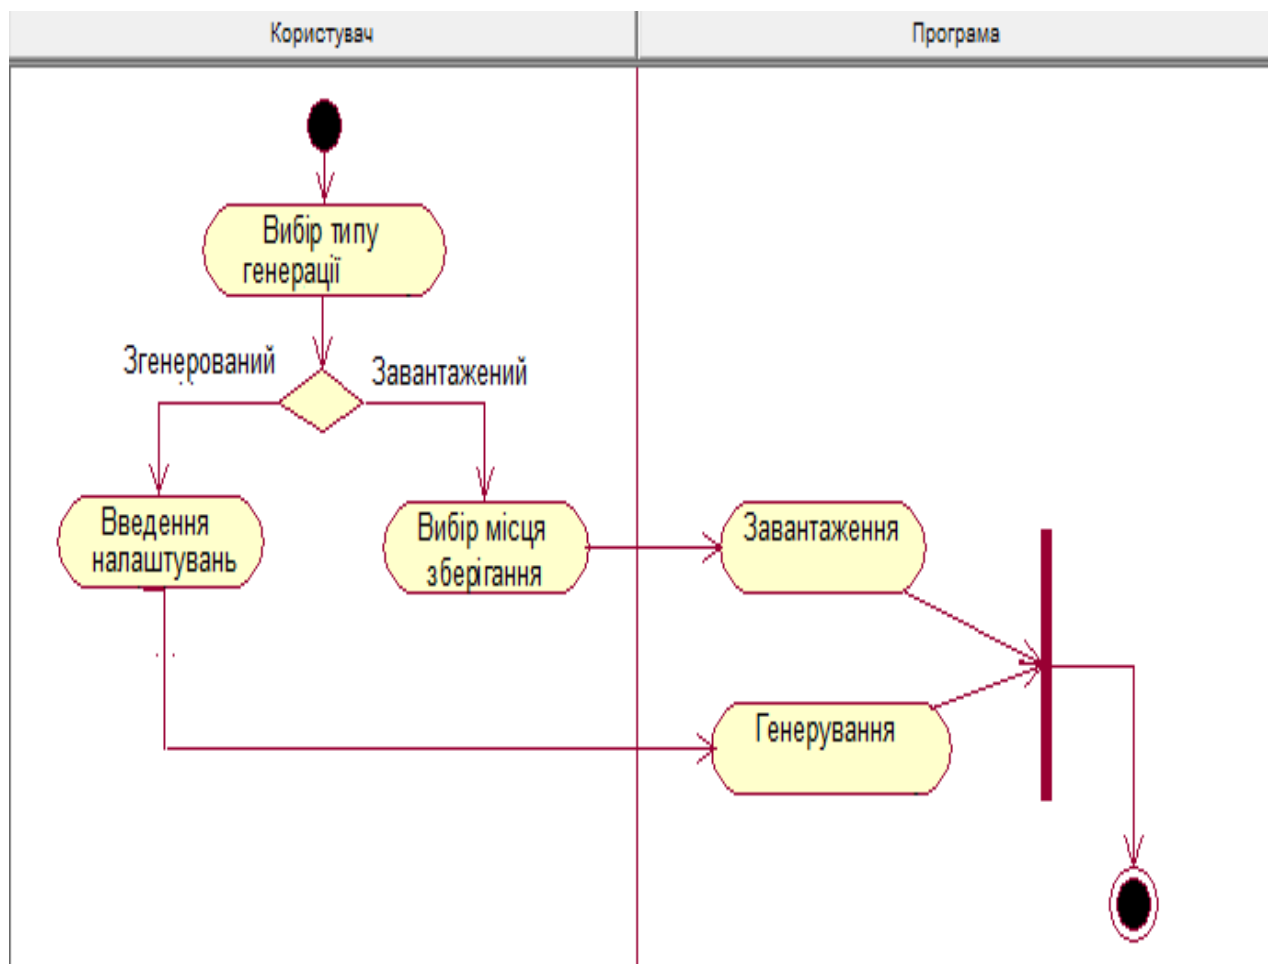 Користувач
Програма
Вибір типу
генерації
Згенерований
Завантажений
Введення
налаштувань
Вибір місця
зберігання
Завантаження
Генерування